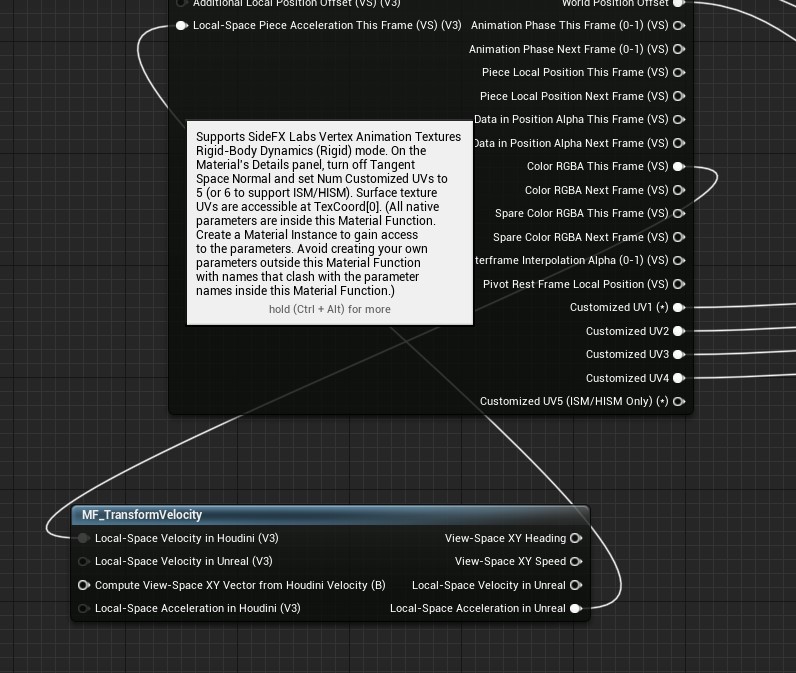 Additional Local Position Offset (VS) (V3)
World Position Offset
Local-Space Piece Acceleration This Frame (VS) (V3)
Animation Phase This Frame (0-1) (VS)
Animation Phase Next Frame (0-1) (VS)
Piece Local Position This Frame (VS)
Piece Local Position Next Frame (VS)
Data in Position Alpha This Frame (VS)
Data in Position Alpha Next Frame (VS)
Color RGBA This Frame (VS)
Color RGBA Next Frame (VS)
Spare Color RGBA This Frame (VS)
Spare Color RGBA Next Frame (VS)
terframe Interpolation Alpha (0-1) (VS)
Pivot Rest Frame Local Position (VS)
Customized UV1 (*)
Customized UV2
Customized UV3
Customized UV4
Customized UV5 (ISM/HISM Only) (*)
Supports SideFX Labs Vertex Animation Textures
Rigid-Body Dynamics (Rigid) mode. On the
Material's Details panel, turn off Tangent
Space Normal and set Num Customized UVs to
5 (or 6 to support ISM/HISM). Surface texture
UVs are accessible at TexCoord[0]. (All native
parameters are inside this Material Function.
Create a Material Instance to gain access
to the parameters. Avoid creating your own
parameters outside this Material Function
with names that clash with the parameter
names inside this Material Function.)
hold (Ctrl + Alt) for more
MF_TransformVelocity
Local-Space Velocity in Houdini (V3)
View-Space XY Heading
Local-Space Velocity in Unreal (V3)
View-Space XY Speed
Compute View-Space XY Vector from Houdini Velocity (B)
Local-Space Velocity in Unreal
Local-Space Acceleration in Houdini (V3)
Local-Space Acceleration in Unreal